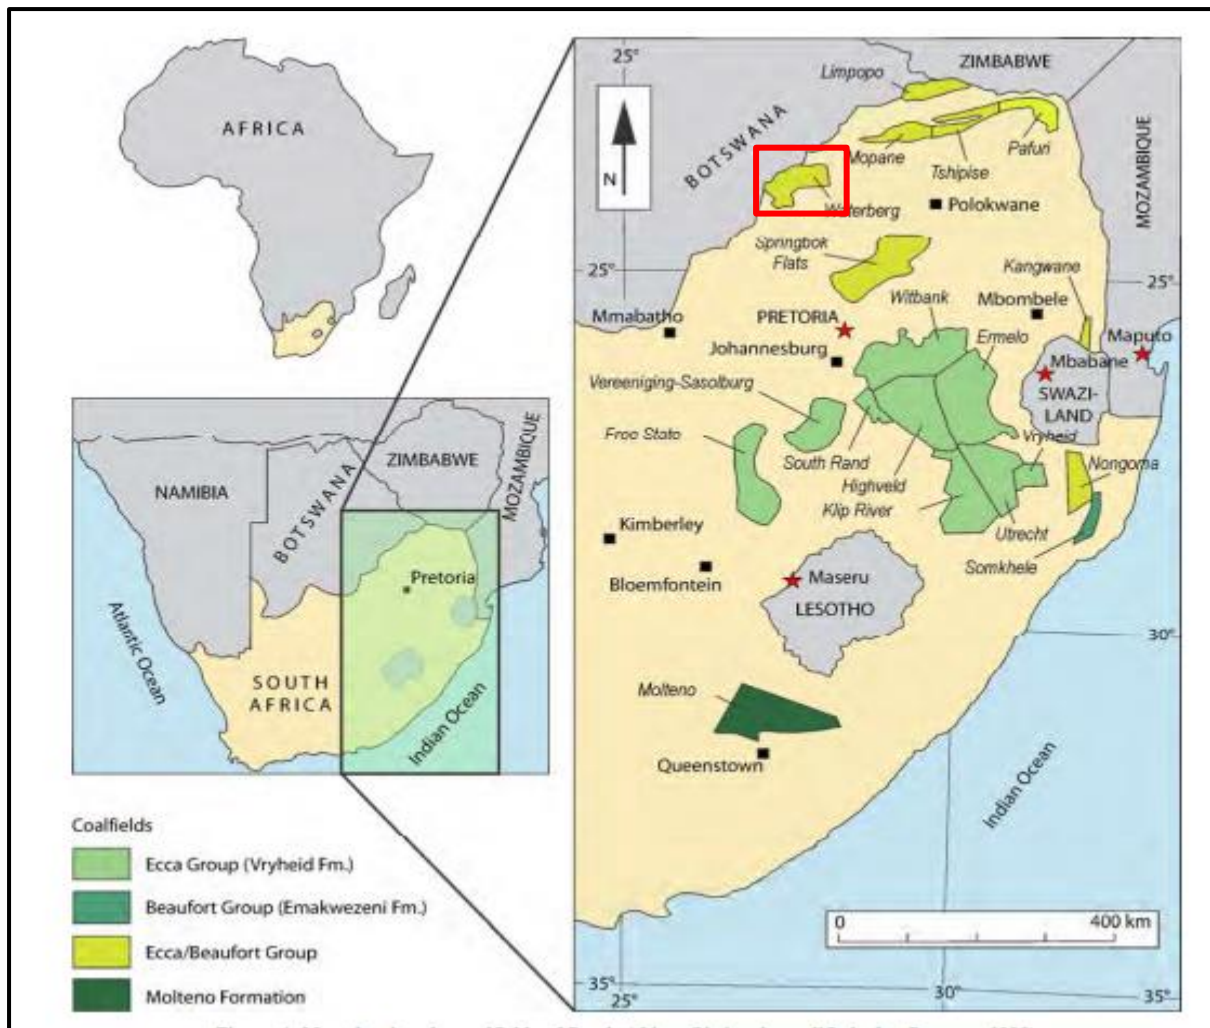 AFRICA
NAMIBIA
BOTSWANA
ZIMBABWE
MOZAMBIQUE
Pretoria
Atlantic Ocean
SOUTH
AFRICA
Indian Ocean
Coalfields
Ecca Group (Vryheid Fm.)
Beaufort Group (Emakwezeni Fm.)
Ecca/Beaufort Group
Molteno Formation
25°
ZIMBABWE
Limpopo
BOTSWANA
N
Mopane
Tshipise
Pafuri
MOZAMBIQUE
Waterberg
Polokwane
Springbok
Flats
Kangwane
25°
25°
Witbank
Mbombele
Mmabatho
PRETORIA
Ermelo
Maputo
Johannesburg
Mbabane
Vereeniging-Sasolburg
SWAZI-
LAND
Free State
Vryheid
South Rand
Nongoma
Highveld
Klip River
Kimberley
Utrecht
Somkhele
Bloemfontein
Maseru
LESOTHO
30°
Molteno
Queenstown
Indian Ocean
0
400 km
35°
25°
30°
35°